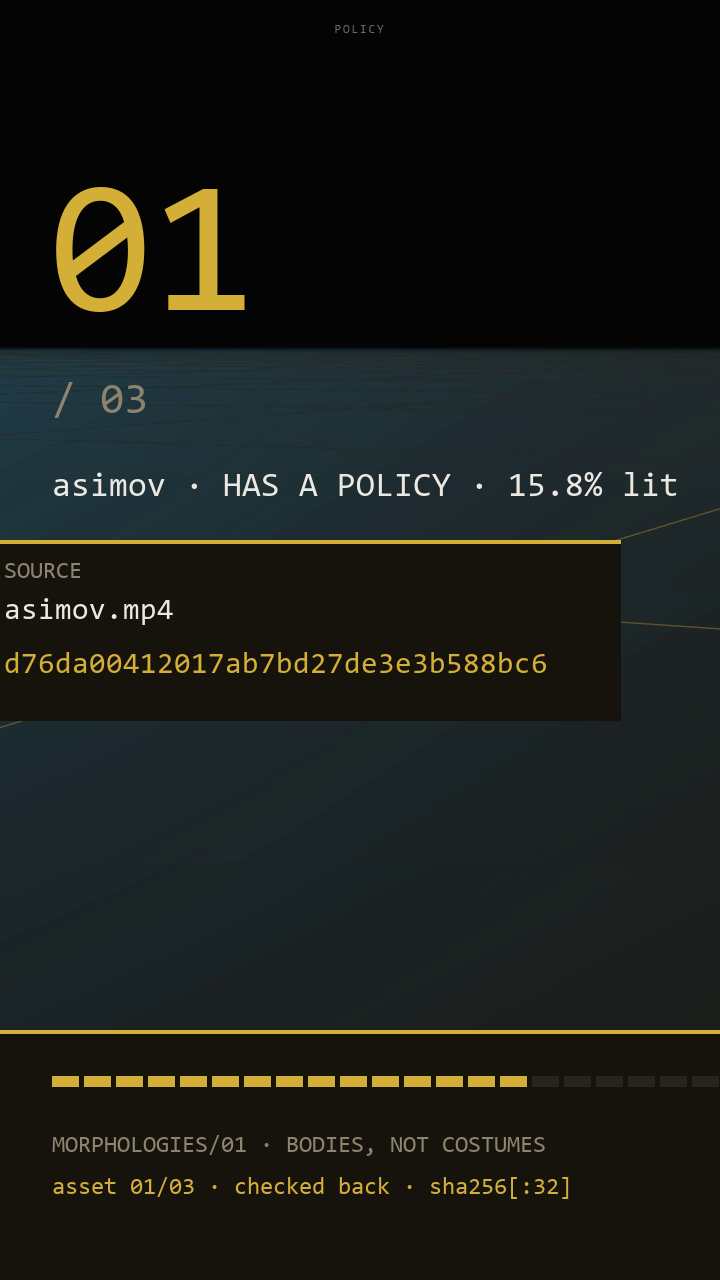 POLICY
01
/ 03
asimov · HAS A POLICY · 15.8% lit
SOURCE
asimov.mp4
d76da00412017ab7bd27de3e3b588bc6
MORPHOLOGIES/01 · BODIES, NOT COSTUMES
asset 01/03 · checked back · sha256[:32]